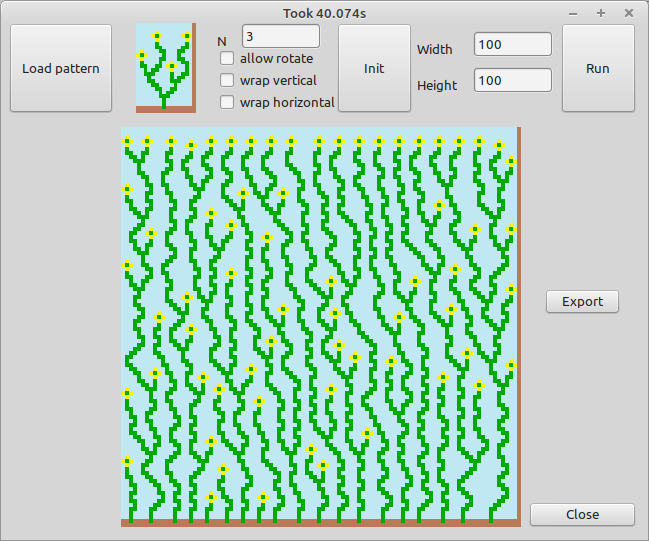 Took 40.074s
Load pattern
N
3
allow rotate
wrap vertical
wrap horizontal
Init
Width
100
Height
100
Run
Export
Close